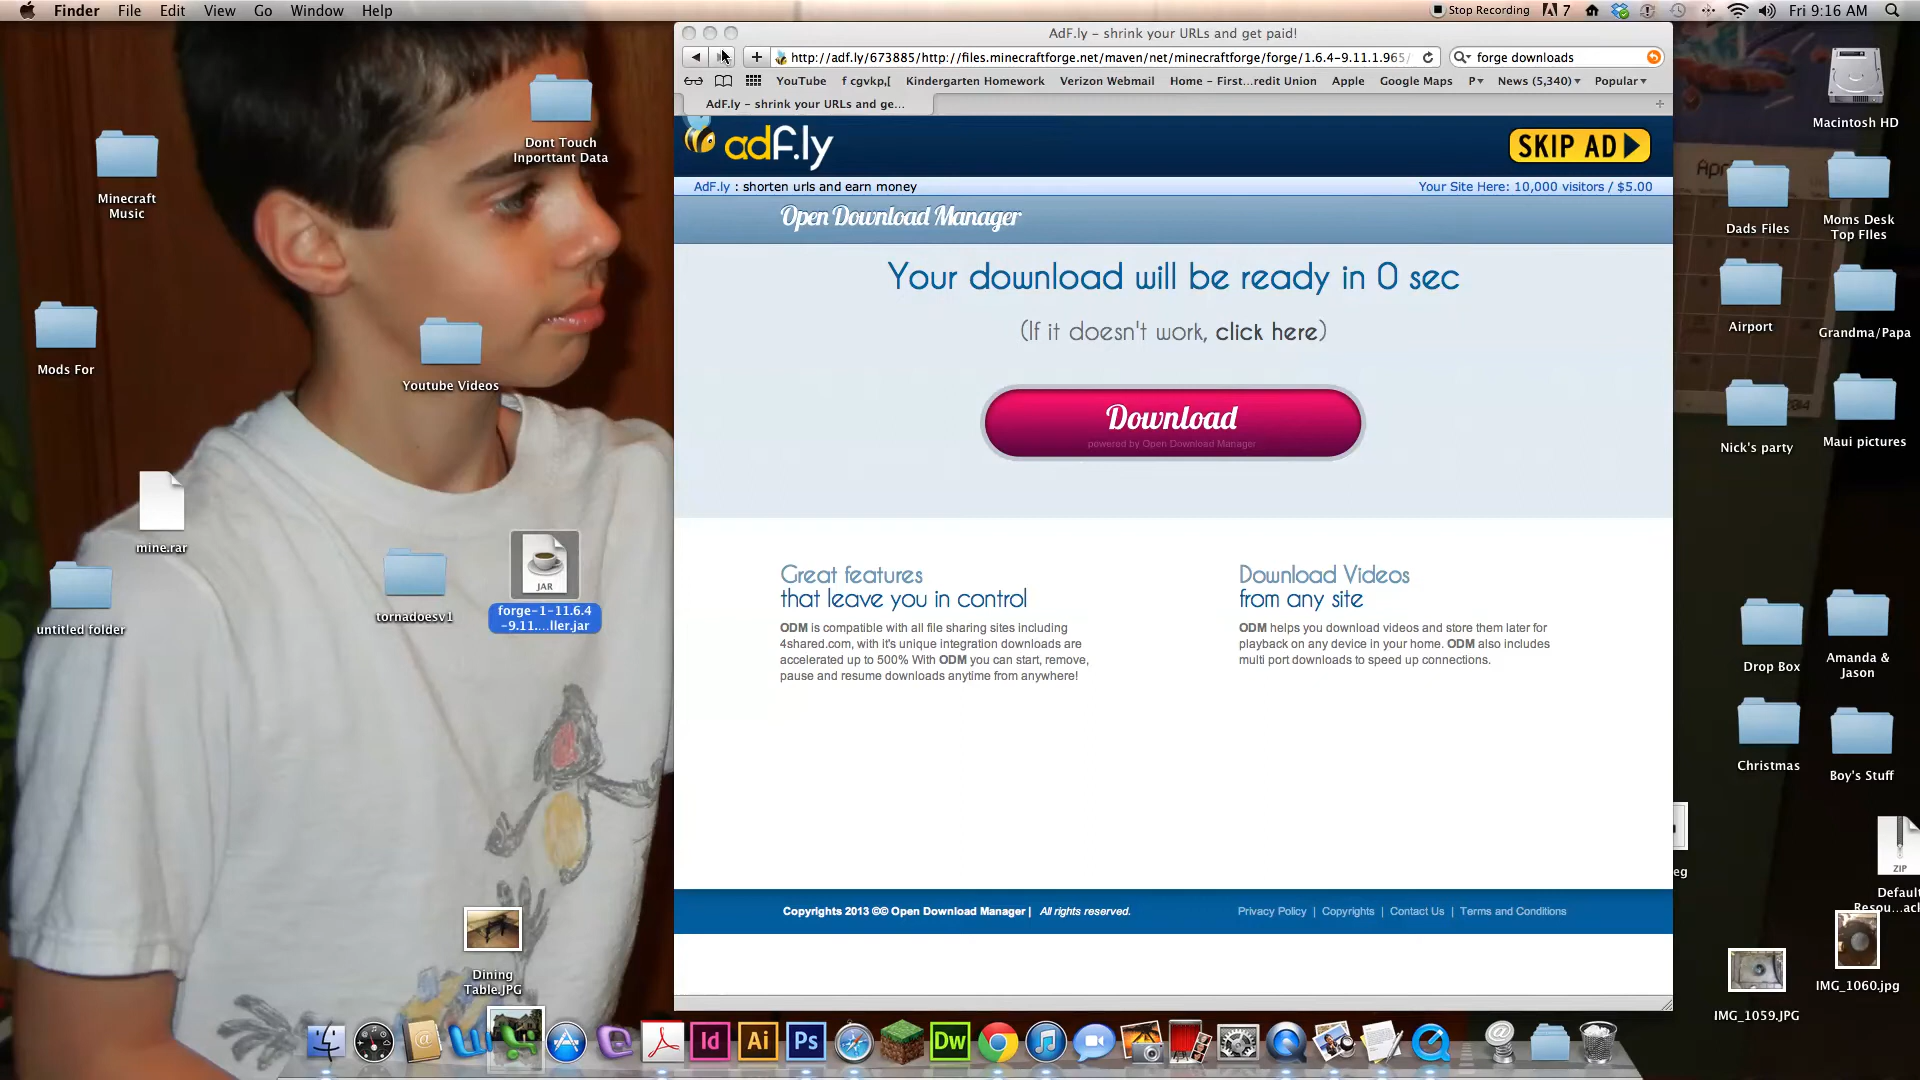 Finder File Edit View Go Window Help
Stop Recording 7 Fri 9:16 AM
AdF.ly – shrink your URLs and get paid!
http://adf.ly/673885/http://files.minecraftforge.net/maven/net/minecraftforge/forge/1.6.4-9.11.1.965/
forge downloads
YouTube f cgvkp,[ Kindergarten Homework Verizon Webmail Home – First...redit Union Apple Google Maps P▾ News (5,340)▾ Popular▾
AdF.ly – shrink your URLs and ge...
adf.ly
SKIP AD
AdF.ly : shorten urls and earn money
Your Site Here: 10,000 visitors / $5.00
Open Download Manager
Your download will be ready in 0 sec
(If it doesn't work, click here)
Download
powered by Open Download Manager
Great features
that leave you in control
ODM is compatible with all file sharing sites including
4shared.com, with it's unique integration downloads are
accelerated up to 500% With ODM you can start, remove,
pause and resume downloads anytime from anywhere!
Download Videos
from any site
ODM helps you download videos and store them later for
playback on any device in your home. ODM also includes
multi port downloads to speed up connections.
Copyrights 2013 ©© Open Download Manager | All rights reserved.
Privacy Policy | Copyrights | Contact Us | Terms and Conditions
Dont Touch
Inporttant Data
Minecraft
Music
Mods For
Youtube Videos
mine.rar
untitled folder
tornadoesv1
JAR
forge-1-11.6.4
-9.11....ller.jar
Dining
Table.JPG
Macintosh HD
Dads FIles
Moms Desk
Top FIles
Airport
Grandma/Papa
Nick's party
Maui pictures
Drop Box
Amanda &
Jason
Christmas
Boy's Stuff
eg
ZIP
Default
Resou...ack
IMG_1060.jpg
IMG_1059.JPG
Id
Ai
Ps
Dw